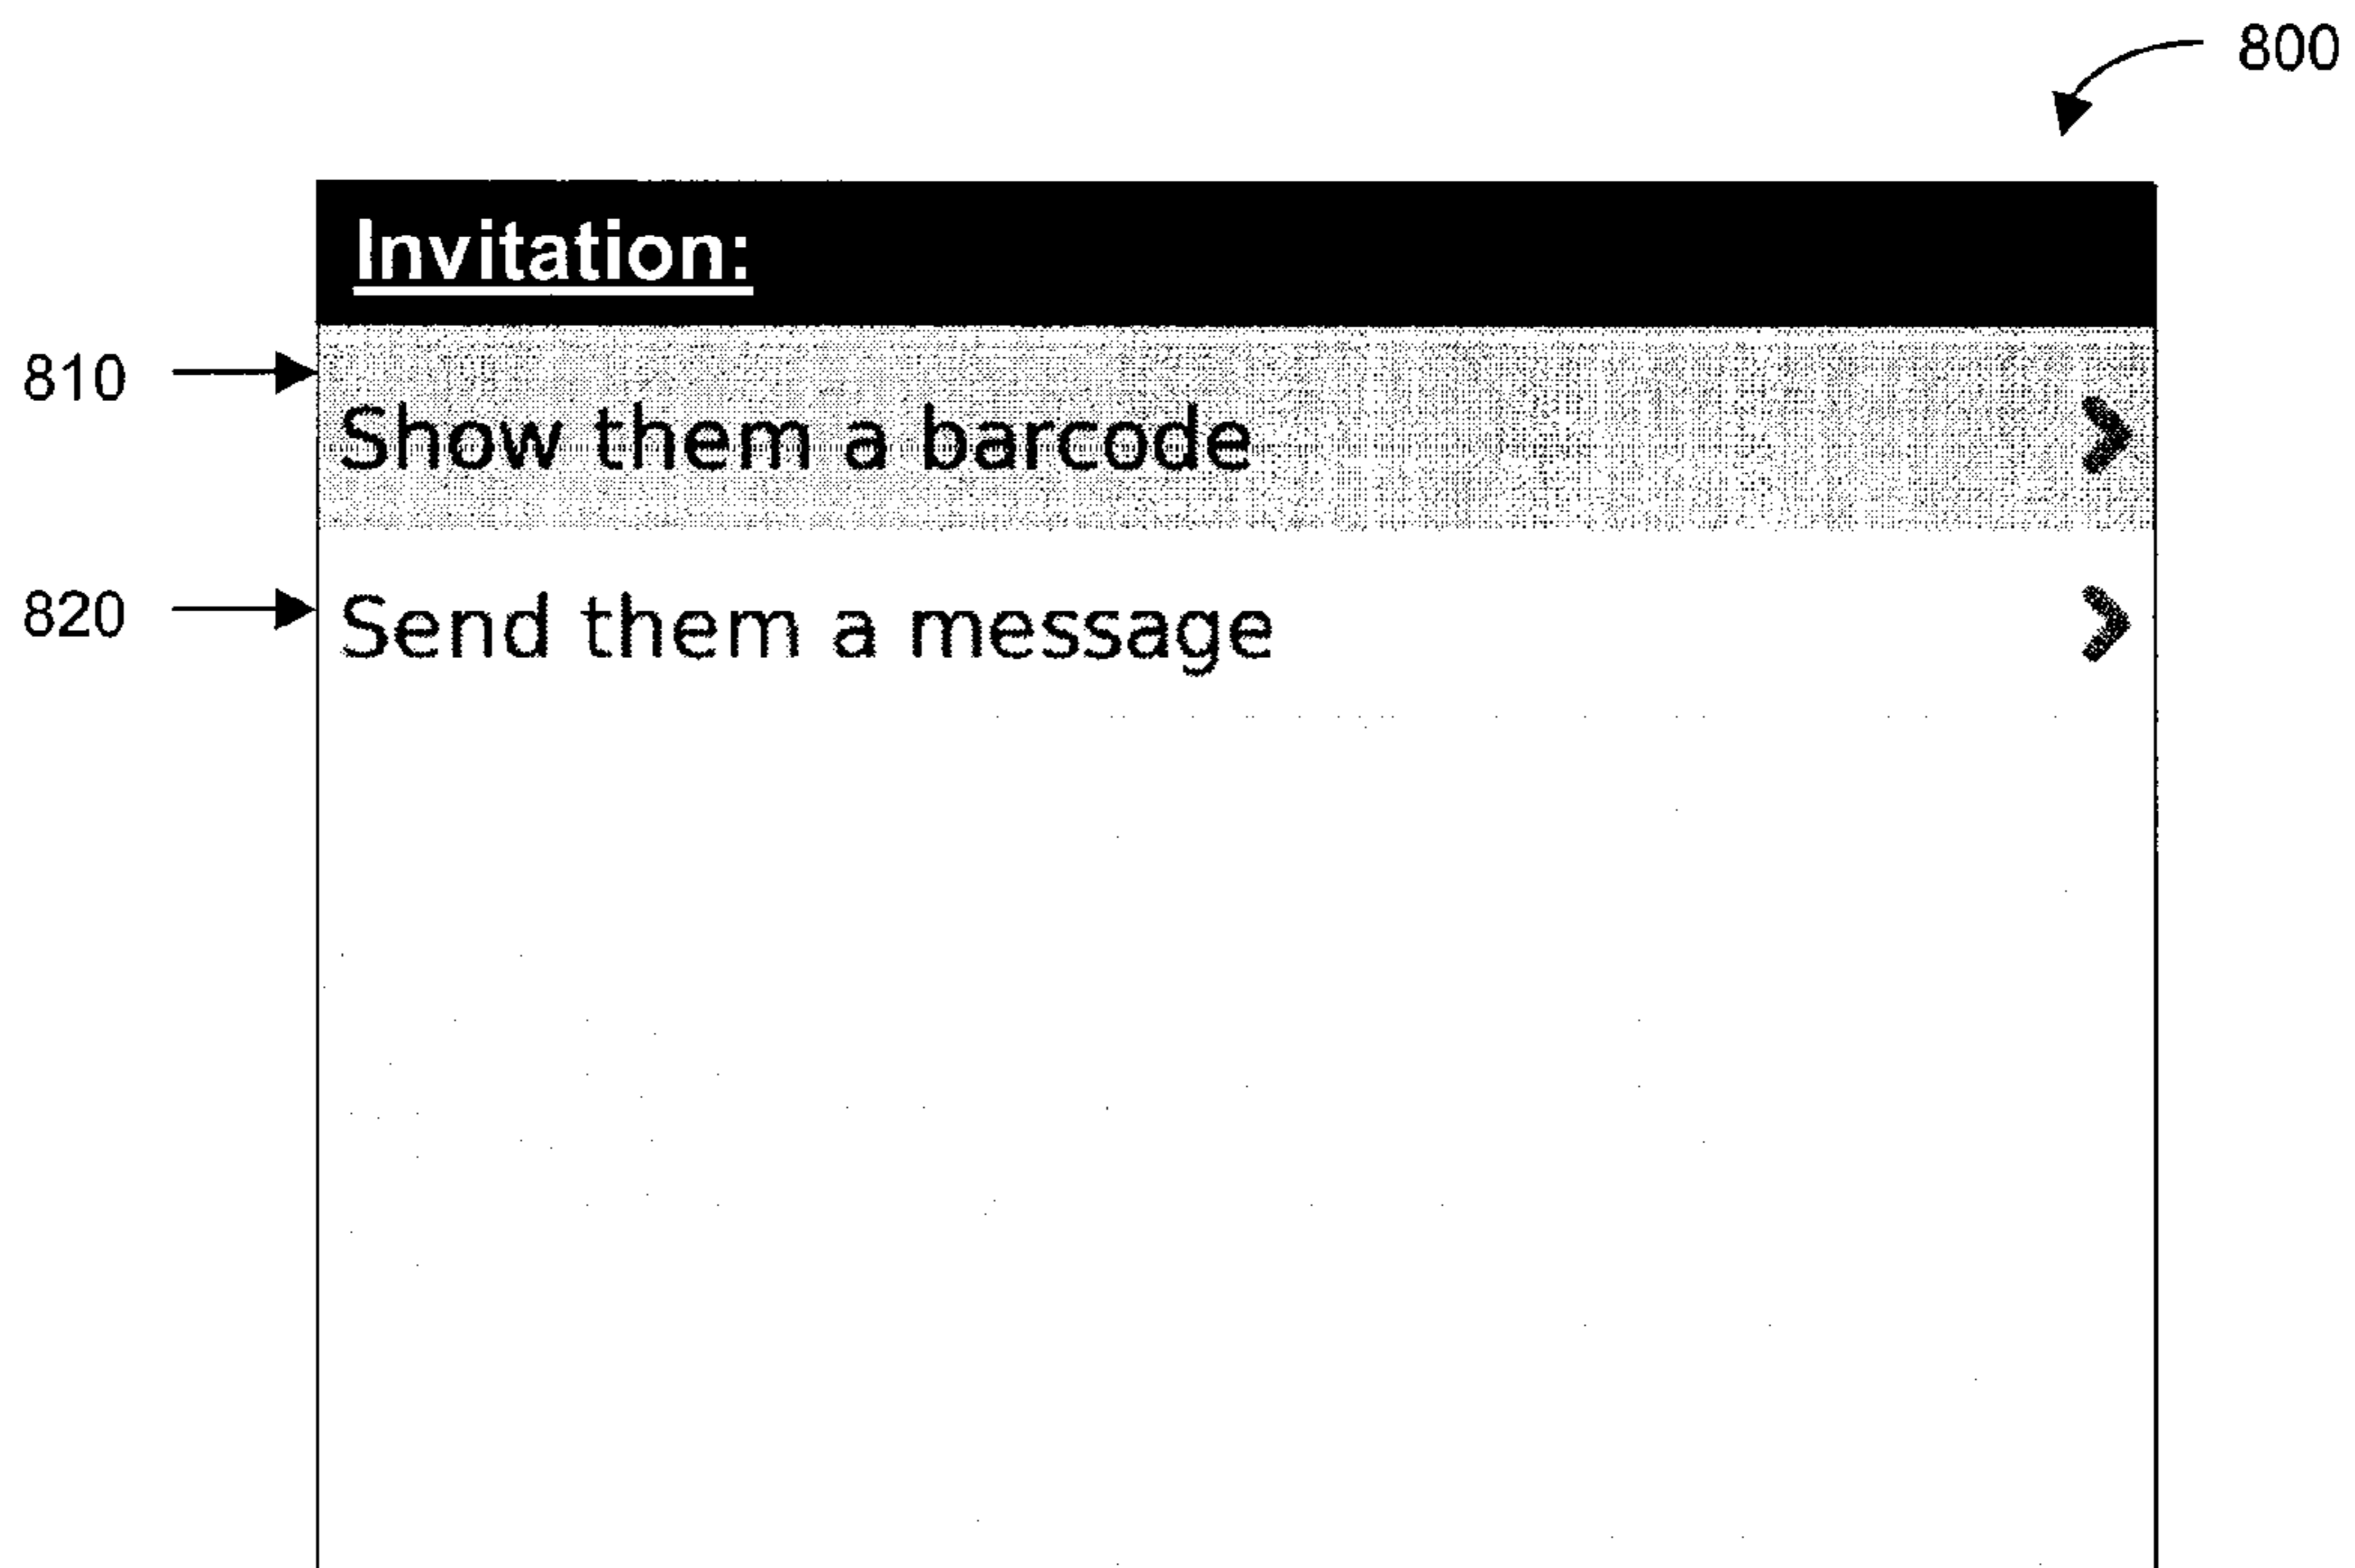 800
Invitation:
810
Show them a barcode
820
Send them a message